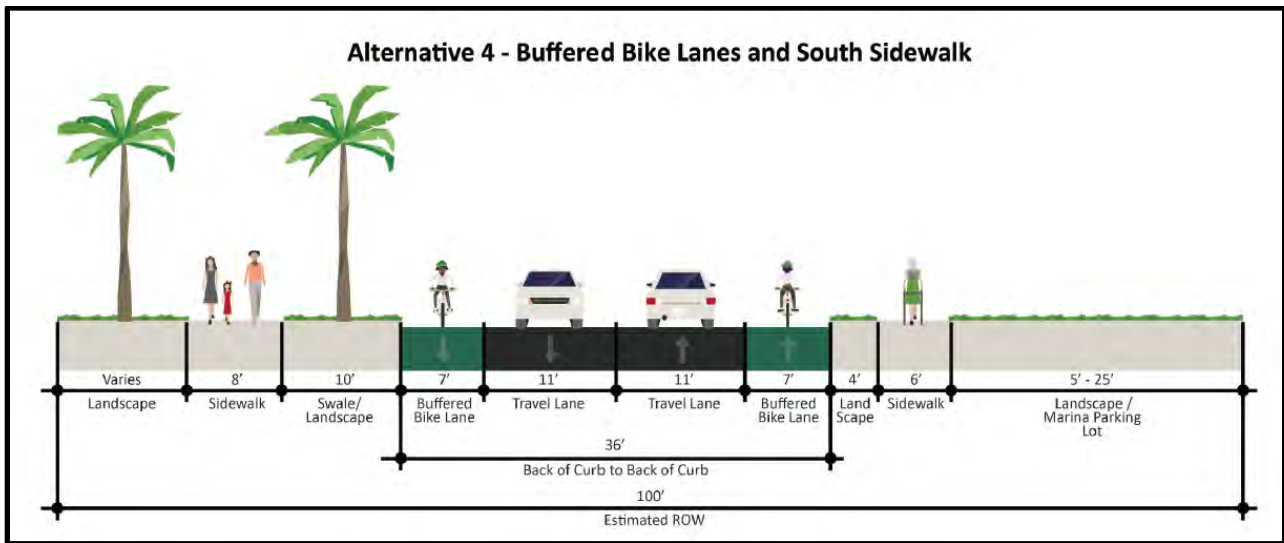 Alternative 4 - Buffered Bike Lanes and South Sidewalk
Varies
Landscape
8'
Sidewalk
10'
Swale/
Landscape
7'
Buffered
Bike Lane
11'
Travel Lane
11'
Travel Lane
7'
Buffered
Bike Lane
4'
Land
Scape
6'
Sidewalk
5' - 25'
Landscape /
Marina Parking
Lot
36'
Back of Curb to Back of Curb
100'
Estimated ROW